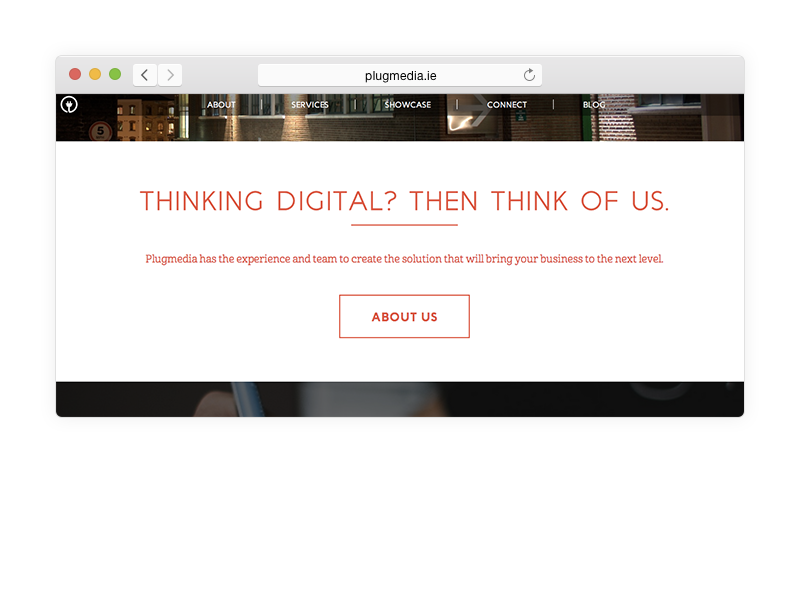 plugmedia.ie
ABOUT | SERVICES | SHOWCASE | CONNECT | BLOG
5
THINKING DIGITAL? THEN THINK OF US.
Plugmedia has the experience and team to create the solution that will bring your business to the next level.
ABOUT US